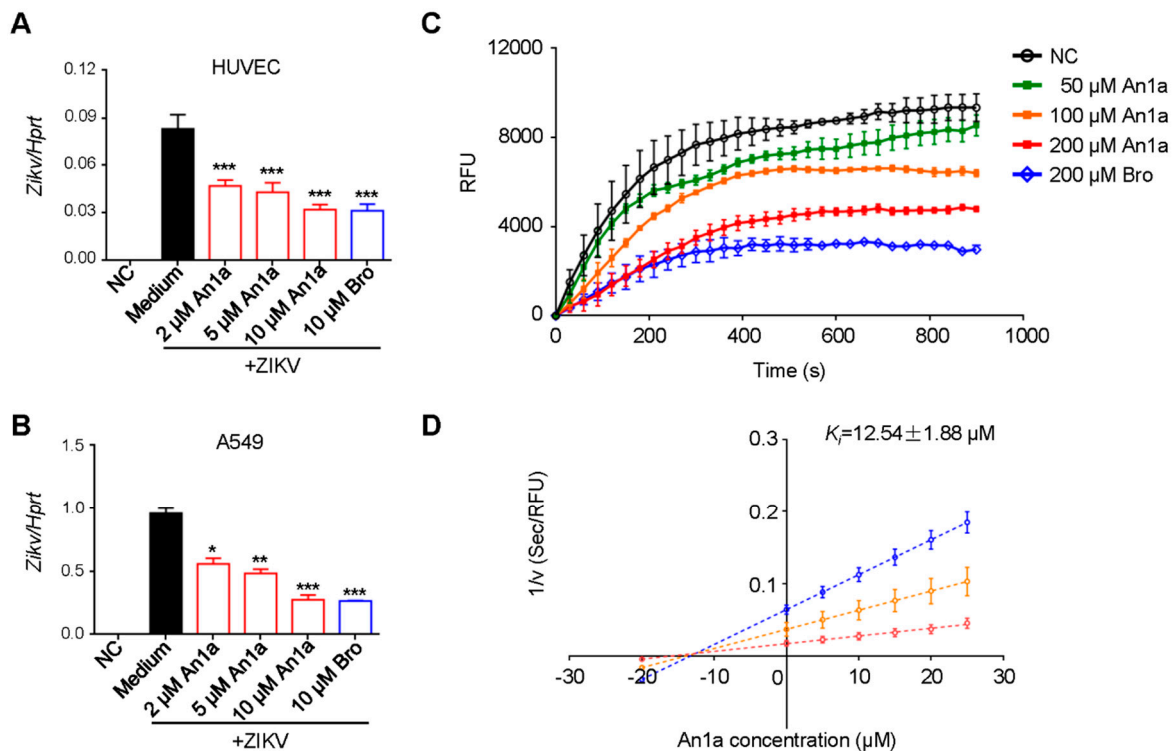 A
HUVEC
Zikv/Hprt
0.12
0.09
0.06
0.03
0.00
***
***
***
***
NC
Medium
2 µM An1a
5 µM An1a
10 µM An1a
10 µM Bro
+ZIKV
B
A549
Zikv/Hprt
1.5
1.0
0.5
0.0
*
**
***
***
NC
Medium
2 µM An1a
5 µM An1a
10 µM An1a
10 µM Bro
+ZIKV
C
RFU
12000
8000
4000
0
0
200
400
600
800
1000
Time (s)
NC
50 µM An1a
100 µM An1a
200 µM An1a
200 µM Bro
D
Ki=12.54±1.88 µM
1/v (Sec/RFU)
0.3
0.2
0.1
-30
-20
-10
0
10
20
30
An1a concentration (µM)